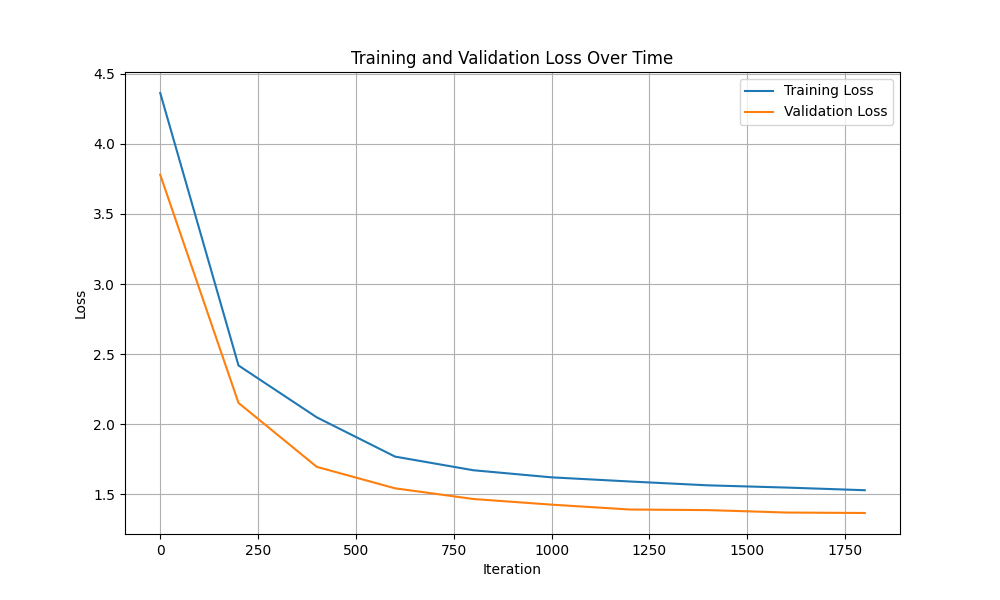 Training and Validation Loss Over Time
Training Loss
Validation Loss
4.5
4.0
3.5
3.0
2.5
2.0
1.5
Loss
0 250 500 750 1000 1250 1500 1750
Iteration